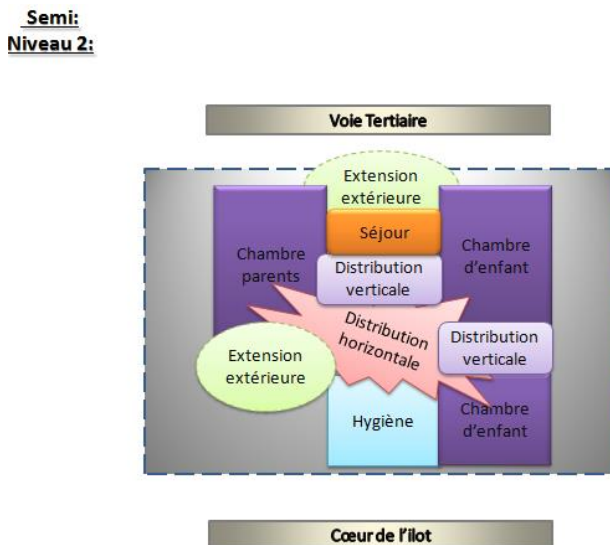 Semi:
Niveau 2:
Voie Tertiaire
Extension
extérieure
Séjour
Chambre
parents
Distribution
verticale
Chambre
d'enfant
Distribution
horizontale
Distribution
verticale
Extension
extérieure
Hygiène
Chambre
d'enfant
Cœur de l'ilot